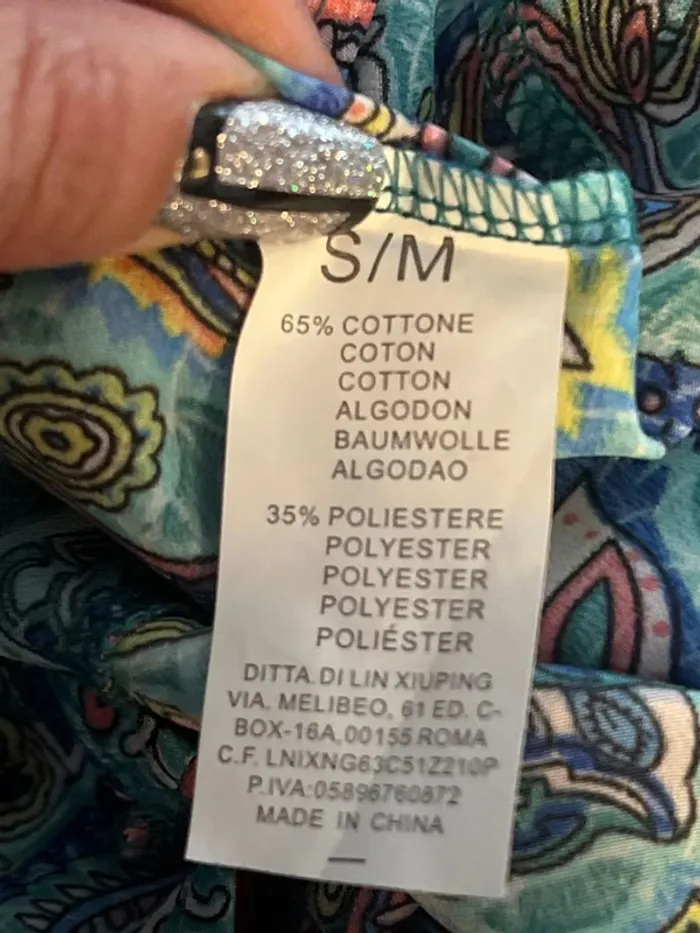 S/M
65% COTTONE
COTON
COTTON
ALGODON
BAUMWOLLE
ALGODAO
35% POLIESTERE
POLYESTER
POLYESTER
POLYESTER
POLIÉSTER
DITTA.DI LIN XIUPING
VIA. MELIBEO, 61 ED. C-
BOX-16A,00155 ROMA
C.F. LNIXNG63C51Z210P
P.IVA:05896760872
MADE IN CHINA